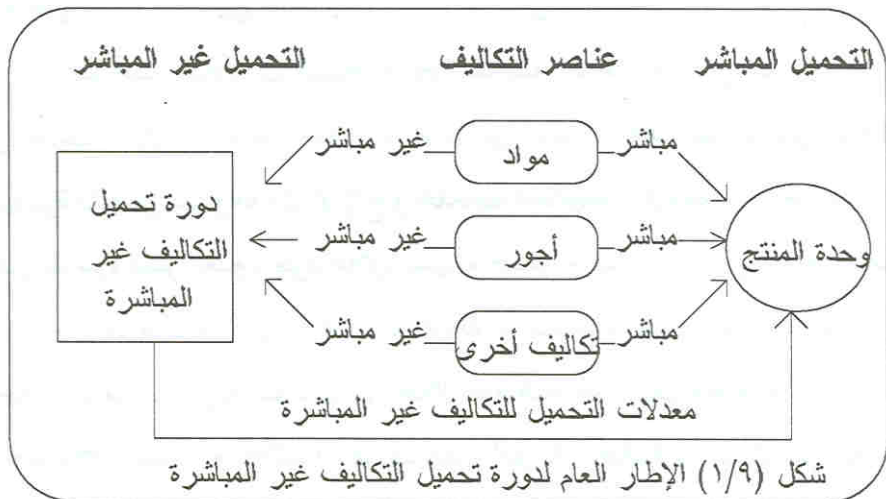 التحميل المباشر عناصر التكاليف التحميل غير المباشر
مباشر مواد غير مباشر
دورة تحميل
وحدة المنتج مباشر أجور غير مباشر التكاليف غير
المباشرة
مباشر تكاليف أخرى غير مباشر
معدلات التحميل للتكاليف غير المباشرة
شكل (١/٩) الإطار العام لدورة تحميل التكاليف غير المباشرة